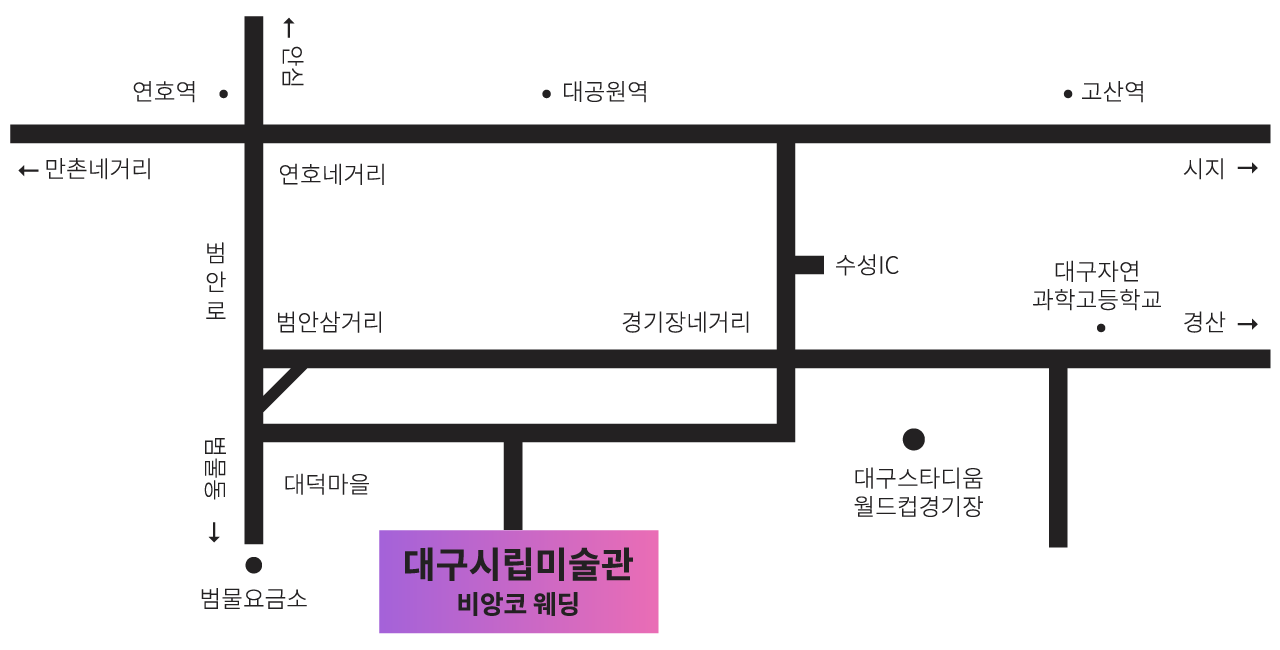 ← 안심
연호역
대공원역
고산역
← 만촌네거리
연호네거리
시지 →
범안로
수성IC
대구자연
과학고등학교
범안삼거리
경기장네거리
경산 →
범물동 →
대덕마을
대구스타디움
월드컵경기장
대구시립미술관
비앙코 웨딩
범물요금소